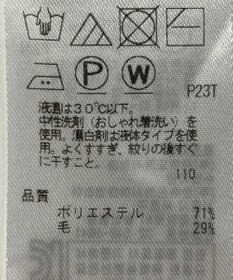 P
W
P23T
液温は30℃以下。
中性洗剤(おしゃれ着洗い)を
使用。漂白剤は液体タイプを使
用。よくすすぎ、絞りの後すぐ
に干すこと。
110
品質
ポリエステル 71%
毛 29%